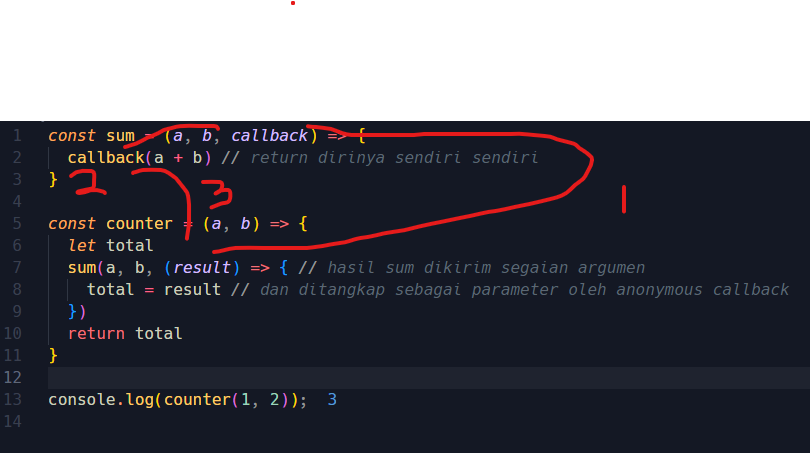 1 const sum = (a, b, callback) => {
2 callback(a + b) // return dirinya sendiri sendiri
3 }
4
5 const counter = (a, b) => {
6 let total
7 sum(a, b, (result) => { // hasil sum dikirim segaian argumen
8 total = result // dan ditangkap sebagai parameter oleh anonymous callback
9 })
10 return total
11 }
12
13 console.log(counter(1, 2)); 3
14
1
2
3